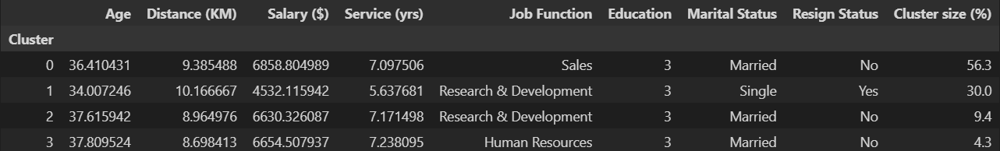 Age Distance (KM) Salary ($) Service (yrs) Job Function Education Marital Status Resign Status Cluster size (%)
Cluster
0 36.410431 9.385488 6858.804989 7.097506 Sales 3 Married No 56.3
1 34.007246 10.166667 4532.115942 5.637681 Research & Development 3 Single Yes 30.0
2 37.615942 8.964976 6630.326087 7.171498 Research & Development 3 Married No 9.4
3 37.809524 8.698413 6654.507937 7.238095 Human Resources 3 Married No 4.3